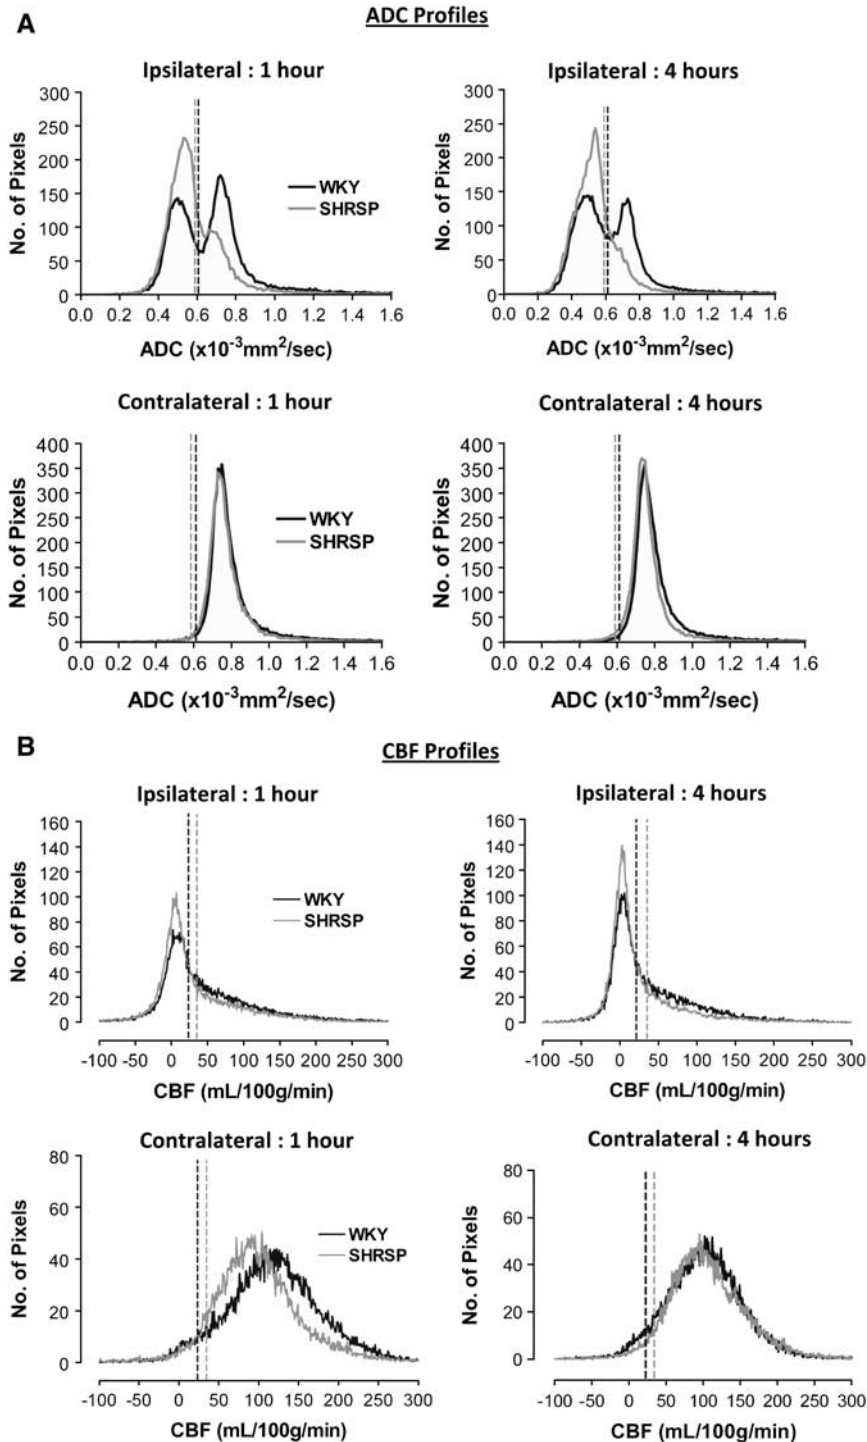 A
ADC Profiles
Ipsilateral : 1 hour
Ipsilateral : 4 hours
No. of Pixels
300
250
200
150
100
50
0
WKY
SHRSP
0.0 0.2 0.4 0.6 0.8 1.0 1.2 1.4 1.6
ADC (x10-3mm2/sec)
No. of Pixels
300
250
200
150
100
50
0
0.0 0.2 0.4 0.6 0.8 1.0 1.2 1.4 1.6
ADC (x10-3mm2/sec)
Contralateral : 1 hour
Contralateral : 4 hours
No. of Pixels
400
350
300
250
200
150
100
50
0
WKY
SHRSP
0.0 0.2 0.4 0.6 0.8 1.0 1.2 1.4 1.6
ADC (x10-3mm2/sec)
No. of Pixels
400
350
300
250
200
150
100
50
0
0.0 0.2 0.4 0.6 0.8 1.0 1.2 1.4 1.6
ADC (x10-3mm2/sec)
B
CBF Profiles
Ipsilateral : 1 hour
Ipsilateral : 4 hours
No. of Pixels
160
140
120
100
80
60
40
20
0
WKY
SHRSP
-100 -50 0 50 100 150 200 250 300
CBF (mL/100g/min)
No. of Pixels
160
140
120
100
80
60
40
20
0
-100 -50 0 50 100 150 200 250 300
CBF (mL/100g/min)
Contralateral : 1 hour
Contralateral : 4 hours
No. of Pixels
80
60
40
20
0
WKY
SHRSP
-100 -50 0 50 100 150 200 250 300
CBF (mL/100g/min)
No. of Pixels
80
60
40
20
0
-100 -50 0 50 100 150 200 250 300
CBF (mL/100g/min)